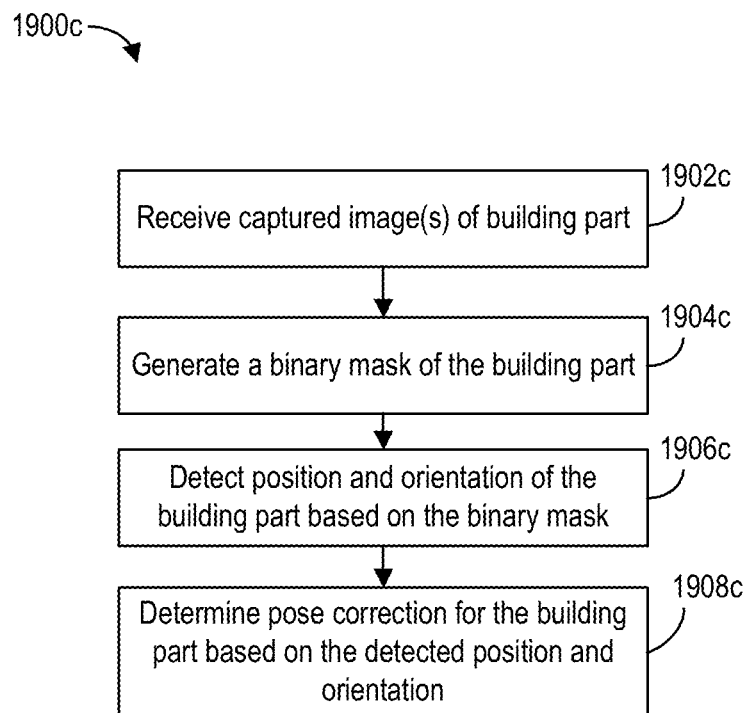 1900c
1902c
Receive captured image(s) of building part
1904c
Generate a binary mask of the building part
1906c
Detect position and orientation of the
building part based on the binary mask
1908c
Determine pose correction for the building
part based on the detected position and
orientation